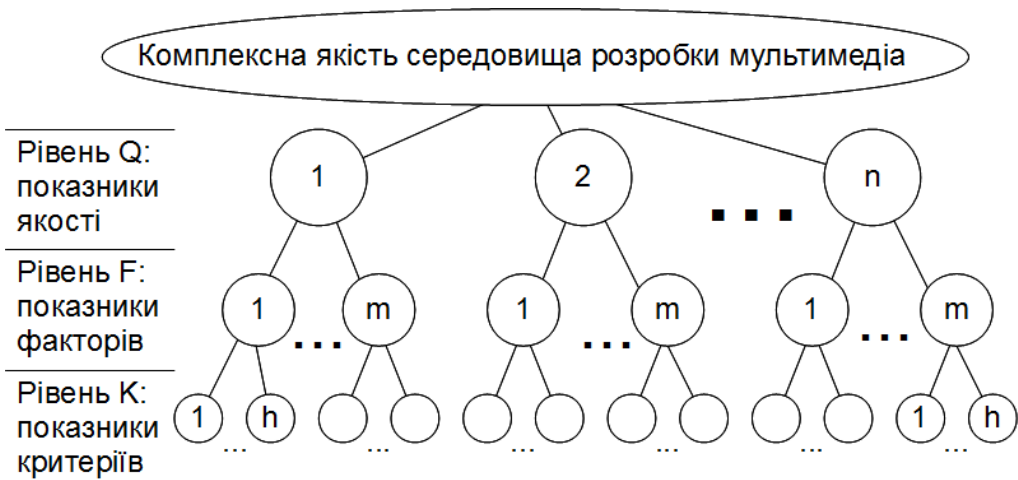 Комплексна якість середовища розробки мультимедіа
Рівень Q:
показники
якості
1
2
n
...
Рівень F:
показники
факторів
1
...
m
1
...
m
1
...
m
Рівень K:
показники
критеріїв
1
h
1
h
...
...
...
...
...
...